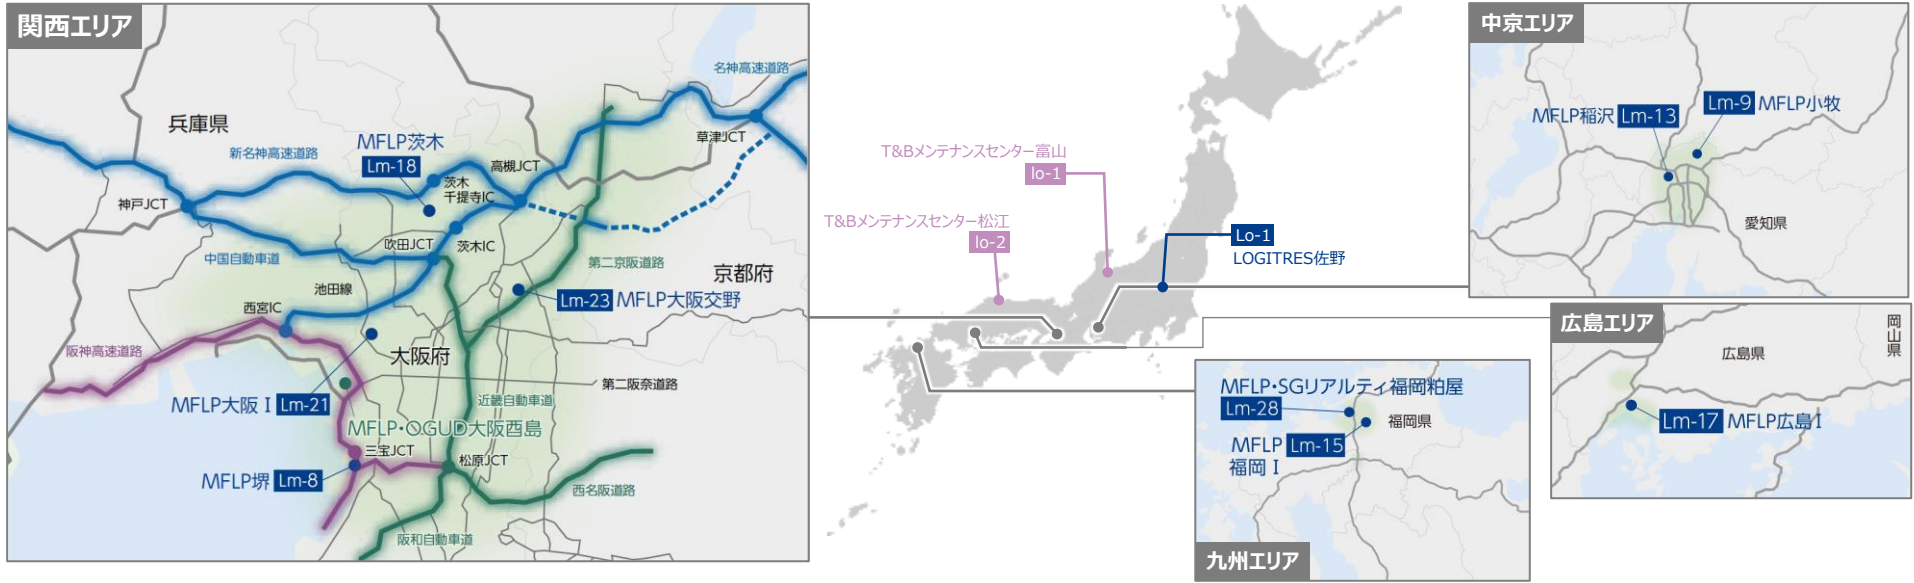 関西エリア
名神高速道路
兵庫県
草津JCT
MFLP茨木
Lm-18
新名神高速道路
高槻JCT
茨木
千提寺IC
神戸JCT
吹田JCT
茨木IC
中国自動車道
第二京阪道路
京都府
池田線
Lm-23 MFLP大阪交野
西宮IC
阪神高速道路
大阪府
第二阪奈道路
MFLP大阪 I Lm-21
近畿自動車道
MFLP・OGUD大阪酉島
三宝JCT
松原JCT
MFLP堺 Lm-8
西名阪道路
阪和自動車道
T&Bメンテナンスセンター富山
Io-1
T&Bメンテナンスセンター松江
Io-2
Lo-1
LOGITRES佐野
中京エリア
Lm-9 MFLP小牧
MFLP稲沢 Lm-13
愛知県
広島エリア
岡山県
広島県
Lm-17 MFLP広島 I
MFLP・SGリアルティ福岡粕屋
Lm-28
福岡県
MFLP Lm-15
福岡 I
九州エリア